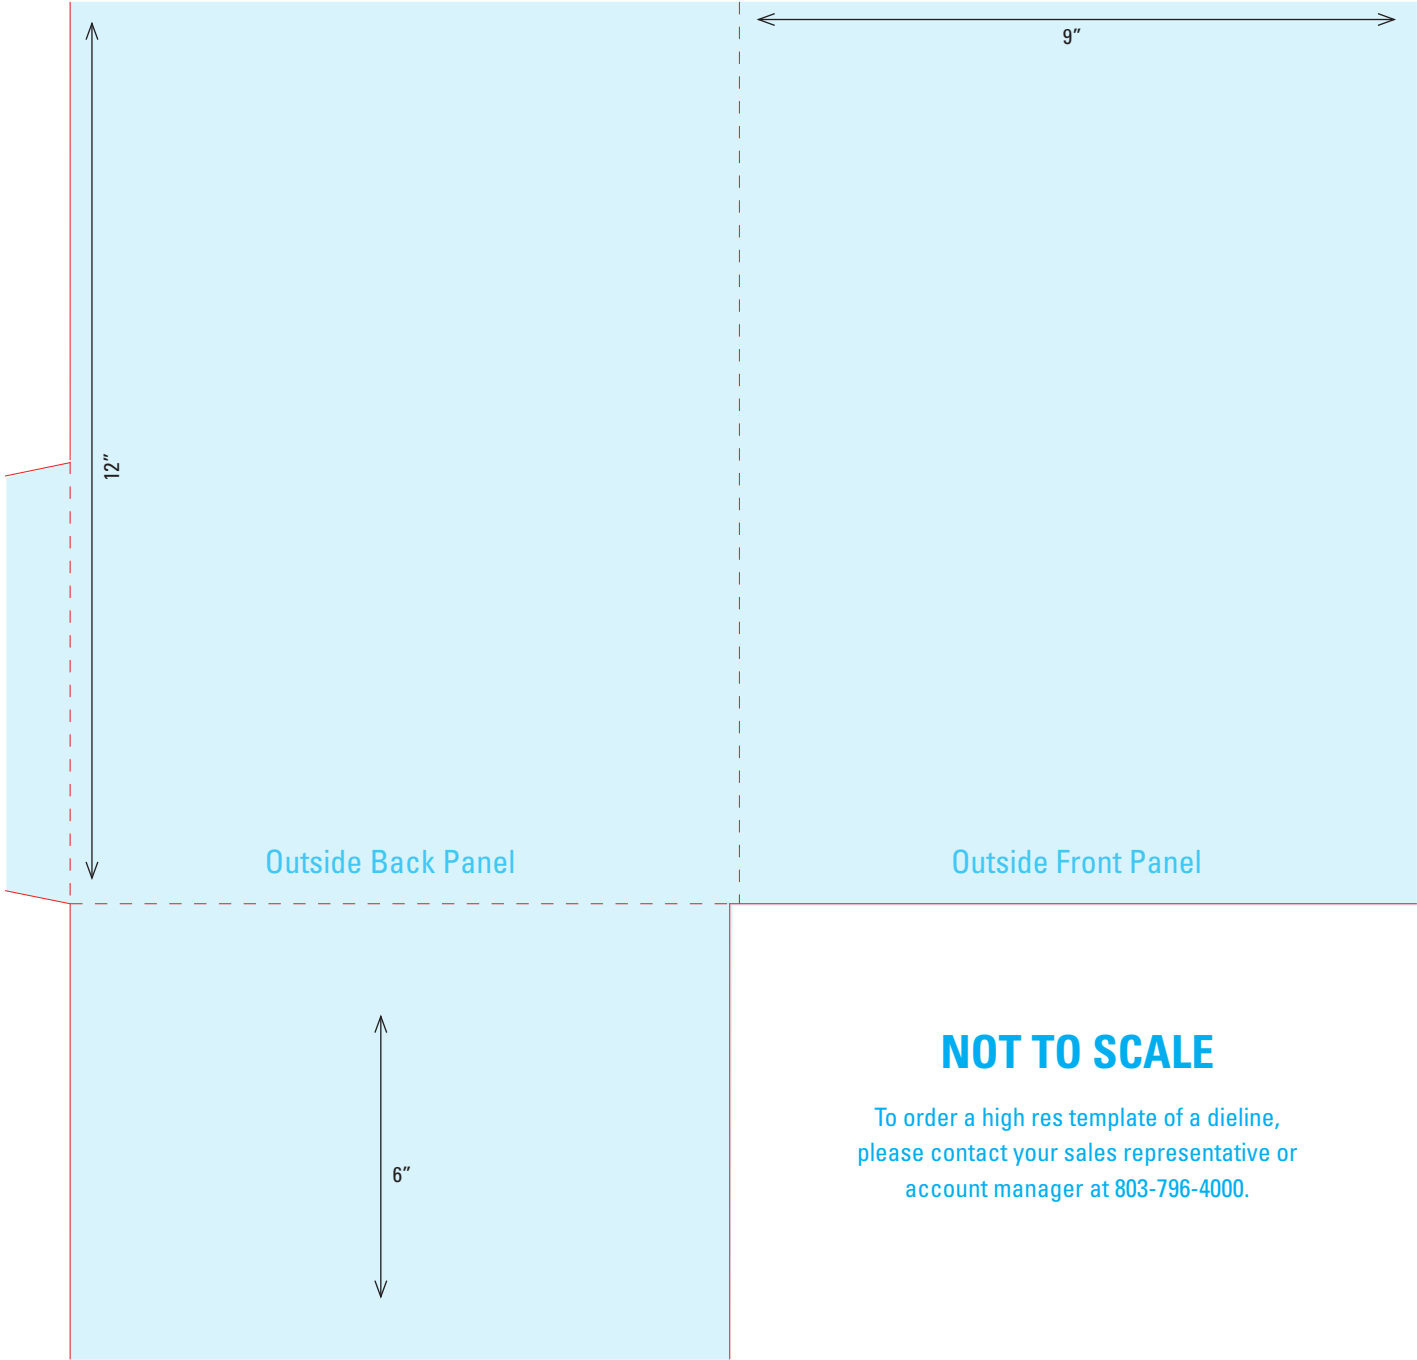 9″
12″
Outside Back Panel
Outside Front Panel
6″
NOT TO SCALE
To order a high res template of a dieline,
please contact your sales representative or
account manager at 803-796-4000.